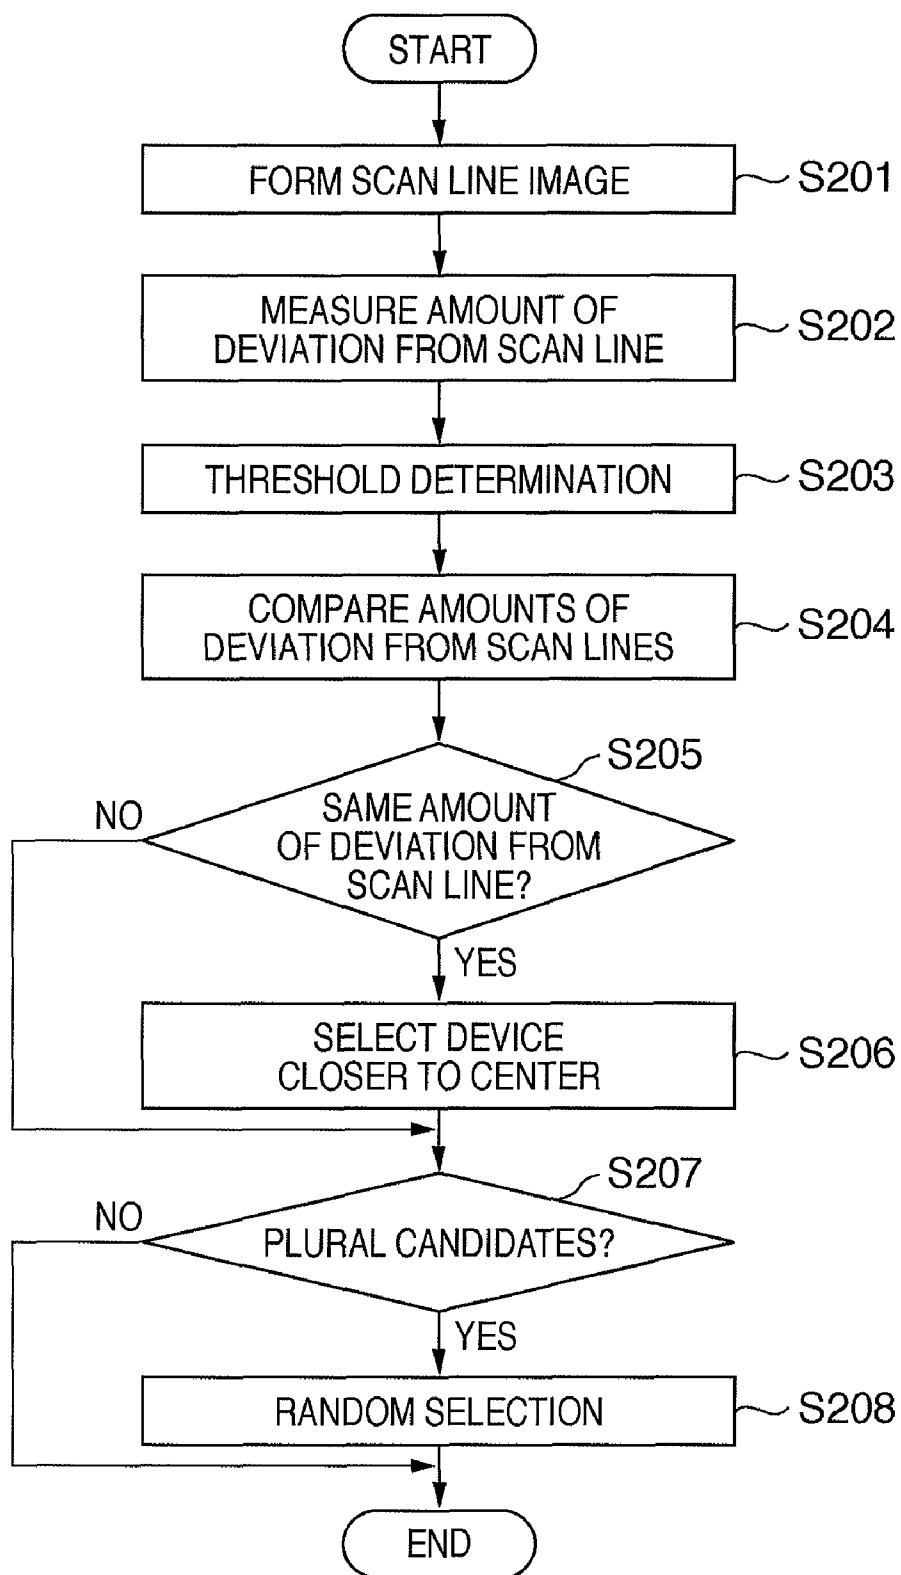 START
FORM SCAN LINE IMAGE
S201
MEASURE AMOUNT OF
DEVIATION FROM SCAN LINE
S202
THRESHOLD DETERMINATION
S203
COMPARE AMOUNTS OF
DEVIATION FROM SCAN LINES
S204
S205
NO
SAME AMOUNT
OF DEVIATION FROM
SCAN LINE?
YES
SELECT DEVICE
CLOSER TO CENTER
S206
S207
NO
PLURAL CANDIDATES?
YES
RANDOM SELECTION
S208
END